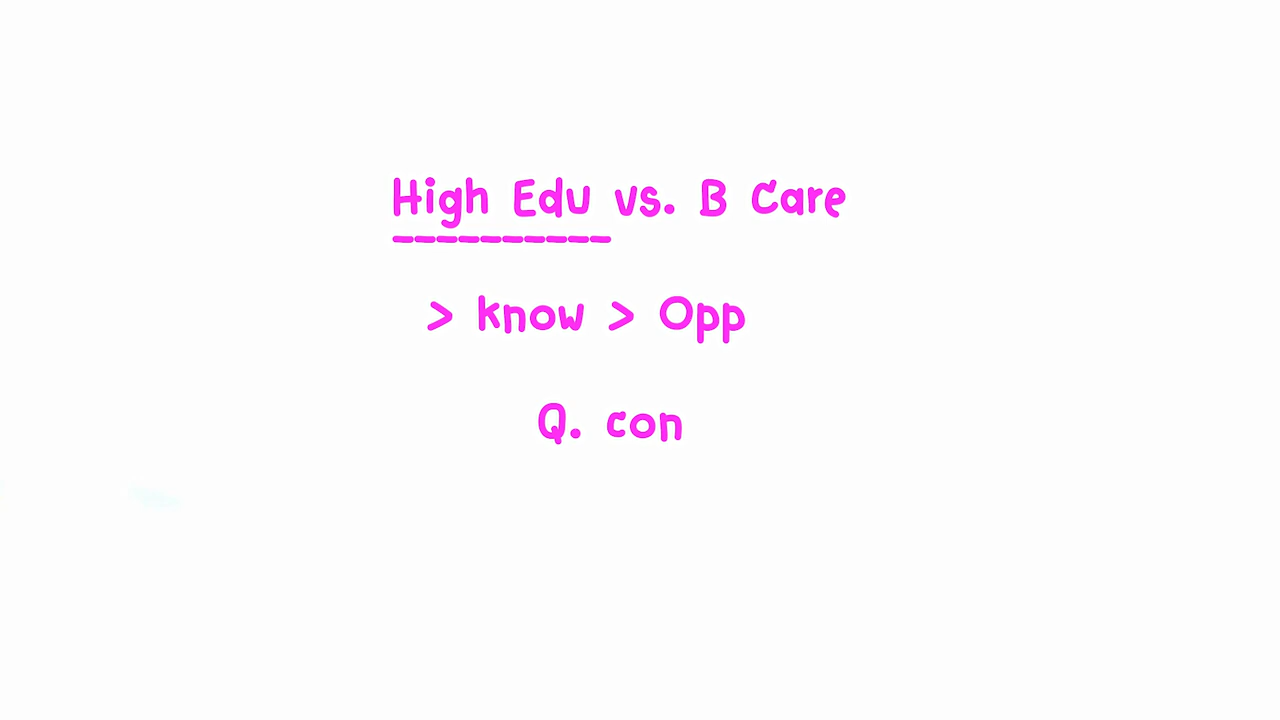 High Edu vs. B Care
----------
> know > Opp
Q. con